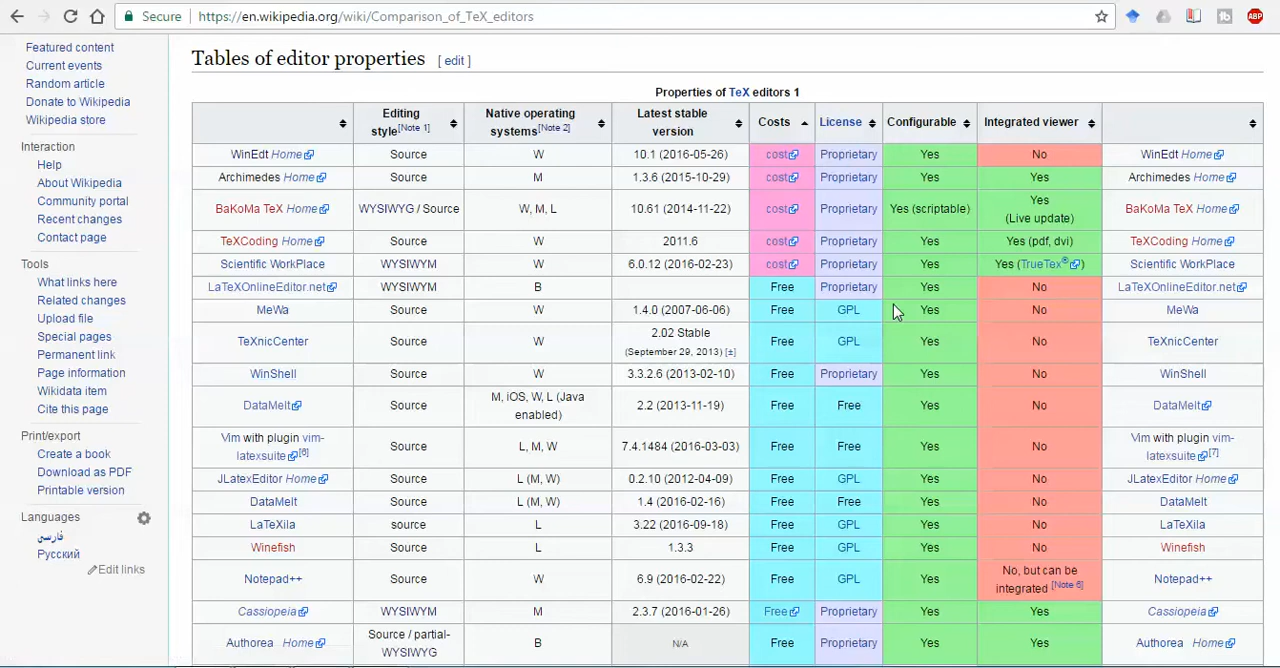 Secure https://en.wikipedia.org/wiki/Comparison_of_TeX_editors
ABP
Featured content
Current events
Random article
Donate to Wikipedia
Wikipedia store
Interaction
Help
About Wikipedia
Community portal
Recent changes
Contact page
Tools
What links here
Related changes
Upload file
Special pages
Permanent link
Page information
Wikidata item
Cite this page
Print/export
Create a book
Download as PDF
Printable version
Languages
فارسی
Русский
Edit links
Tables of editor properties [ edit ]
Properties of TeX editors 1
Editing style[Note 1] Native operating systems[Note 2] Latest stable version Costs License Configurable Integrated viewer
WinEdt Home Source W 10.1 (2016-05-26) cost Proprietary Yes No WinEdt Home
Archimedes Home Source M 1.3.6 (2015-10-29) cost Proprietary Yes Yes Archimedes Home
BaKoMa TeX Home WYSIWYG / Source W, M, L 10.61 (2014-11-22) cost Proprietary Yes (scriptable) Yes (Live update) BaKoMa TeX Home
TeXCoding Home Source W 2011.6 cost Proprietary Yes Yes (pdf, dvi) TeXCoding Home
Scientific WorkPlace WYSIWYM W 6.0.12 (2016-02-23) cost Proprietary Yes Yes (TrueTex®) Scientific WorkPlace
LaTeXOnlineEditor.net WYSIWYM B Free Proprietary Yes No LaTeXOnlineEditor.net
MeWa Source W 1.4.0 (2007-06-06) Free GPL Yes No MeWa
TeXnicCenter Source W 2.02 Stable (September 29, 2013) [±] Free GPL Yes No TeXnicCenter
WinShell Source W 3.3.2.6 (2013-02-10) Free Proprietary Yes No WinShell
DataMelt Source M, iOS, W, L (Java enabled) 2.2 (2013-11-19) Free Free Yes No DataMelt
Vim with plugin vim-latexsuite[6] Source L, M, W 7.4.1484 (2016-03-03) Free Free Yes No Vim with plugin vim-latexsuite[7]
JLatexEditor Home Source L (M, W) 0.2.10 (2012-04-09) Free GPL Yes No JLatexEditor Home
DataMelt Source L (M, W) 1.4 (2016-02-16) Free Free Yes No DataMelt
LaTeXila source L 3.22 (2016-09-18) Free GPL Yes No LaTeXila
Winefish Source L 1.3.3 Free GPL Yes No Winefish
Notepad++ Source W 6.9 (2016-02-22) Free GPL Yes No, but can be integrated [Note 6] Notepad++
Cassiopeia WYSIWYM M 2.3.7 (2016-01-26) Free Proprietary Yes Yes Cassiopeia
Authorea Home Source / partial-WYSIWYG B N/A Free Proprietary Yes Yes Authorea Home